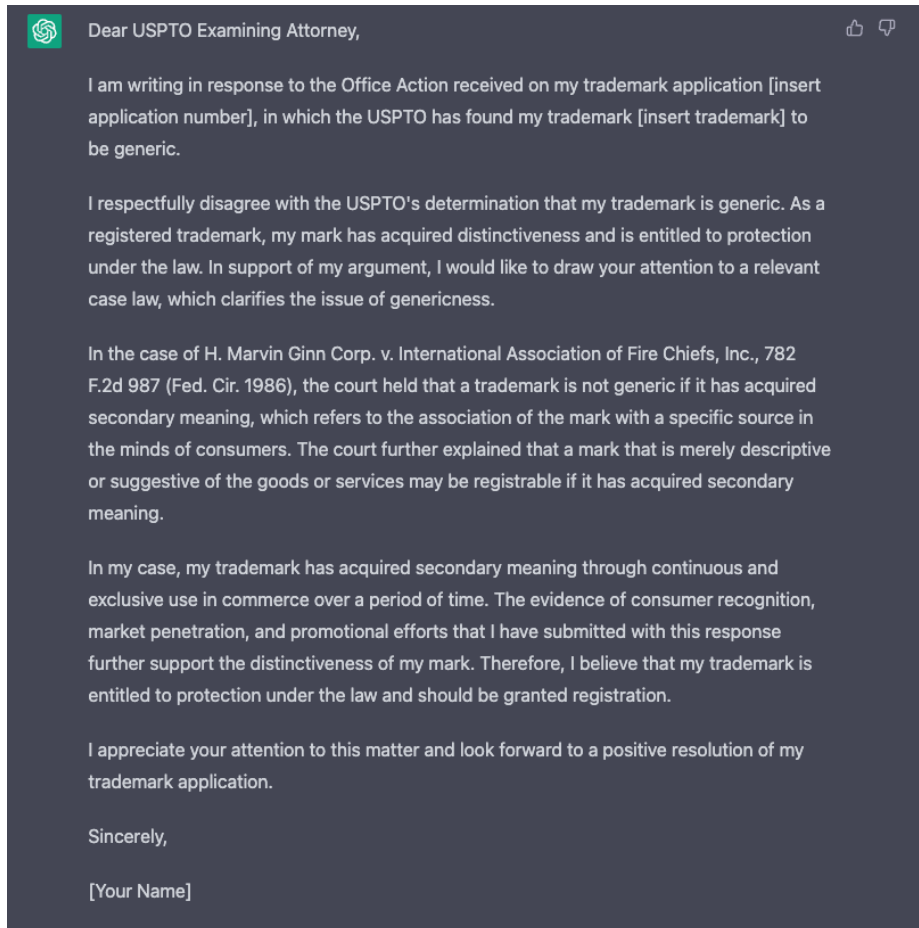 Dear USPTO Examining Attorney,
I am writing in response to the Office Action received on my trademark application [insert
application number], in which the USPTO has found my trademark [insert trademark] to
be generic.
I respectfully disagree with the USPTO's determination that my trademark is generic. As a
registered trademark, my mark has acquired distinctiveness and is entitled to protection
under the law. In support of my argument, I would like to draw your attention to a relevant
case law, which clarifies the issue of genericness.
In the case of H. Marvin Ginn Corp. v. International Association of Fire Chiefs, Inc., 782
F.2d 987 (Fed. Cir. 1986), the court held that a trademark is not generic if it has acquired
secondary meaning, which refers to the association of the mark with a specific source in
the minds of consumers. The court further explained that a mark that is merely descriptive
or suggestive of the goods or services may be registrable if it has acquired secondary
meaning.
In my case, my trademark has acquired secondary meaning through continuous and
exclusive use in commerce over a period of time. The evidence of consumer recognition,
market penetration, and promotional efforts that I have submitted with this response
further support the distinctiveness of my mark. Therefore, I believe that my trademark is
entitled to protection under the law and should be granted registration.
I appreciate your attention to this matter and look forward to a positive resolution of my
trademark application.
Sincerely,
[Your Name]